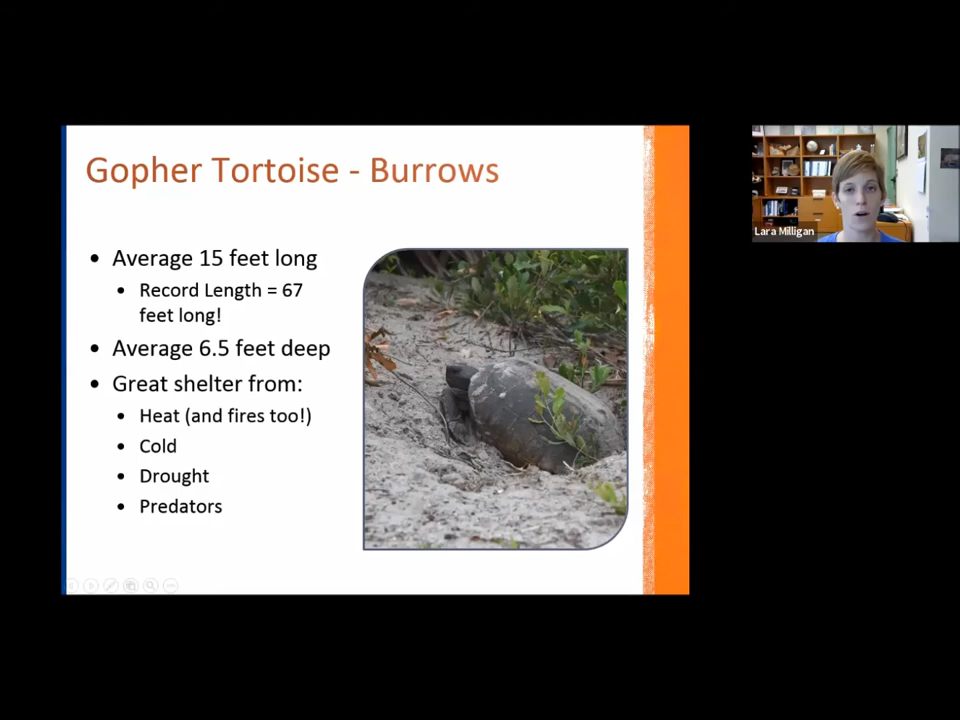 Gopher Tortoise - Burrows
• Average 15 feet long
• Record Length = 67
feet long!
• Average 6.5 feet deep
• Great shelter from:
• Heat (and fires too!)
• Cold
• Drought
• Predators
Lara Milligan